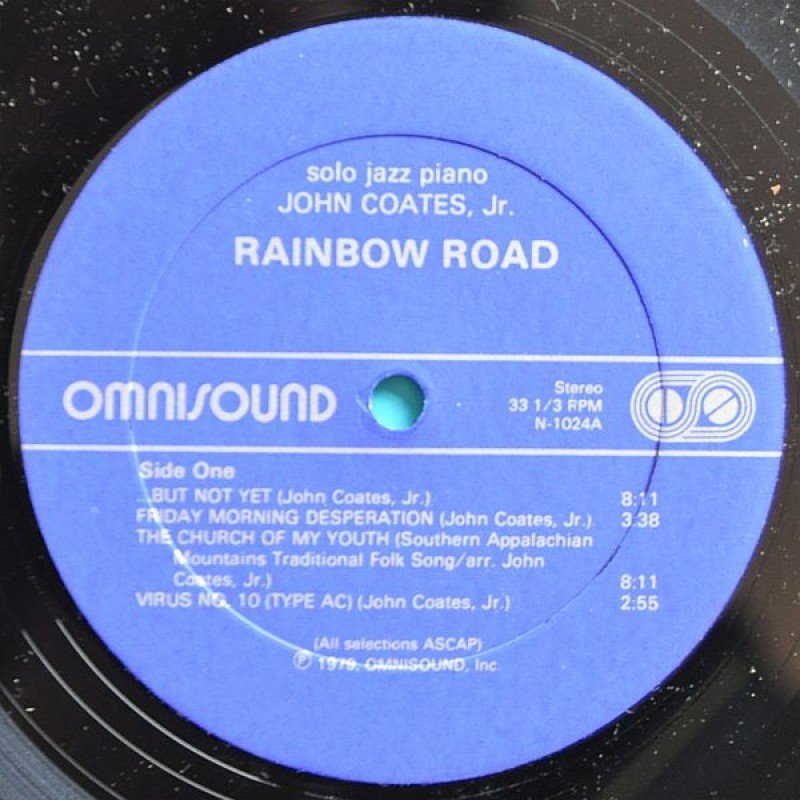 solo jazz piano
JOHN COATES, Jr.
RAINBOW ROAD
OMNISOUND
Stereo
33 1/3 RPM
N-1024A
Side One
...BUT NOT YET (John Coates, Jr.) 8:11
FRIDAY MORNING DESPERATION (John Coates, Jr.) 3:38
THE CHURCH OF MY YOUTH (Southern Appalachian
Mountains Traditional Folk Song/arr. John
Coates, Jr.) 8:11
VIRUS NO. 10 (TYPE AC) (John Coates, Jr.) 2:55
(All selections ASCAP)
℗ 1979, OMNISOUND, Inc.